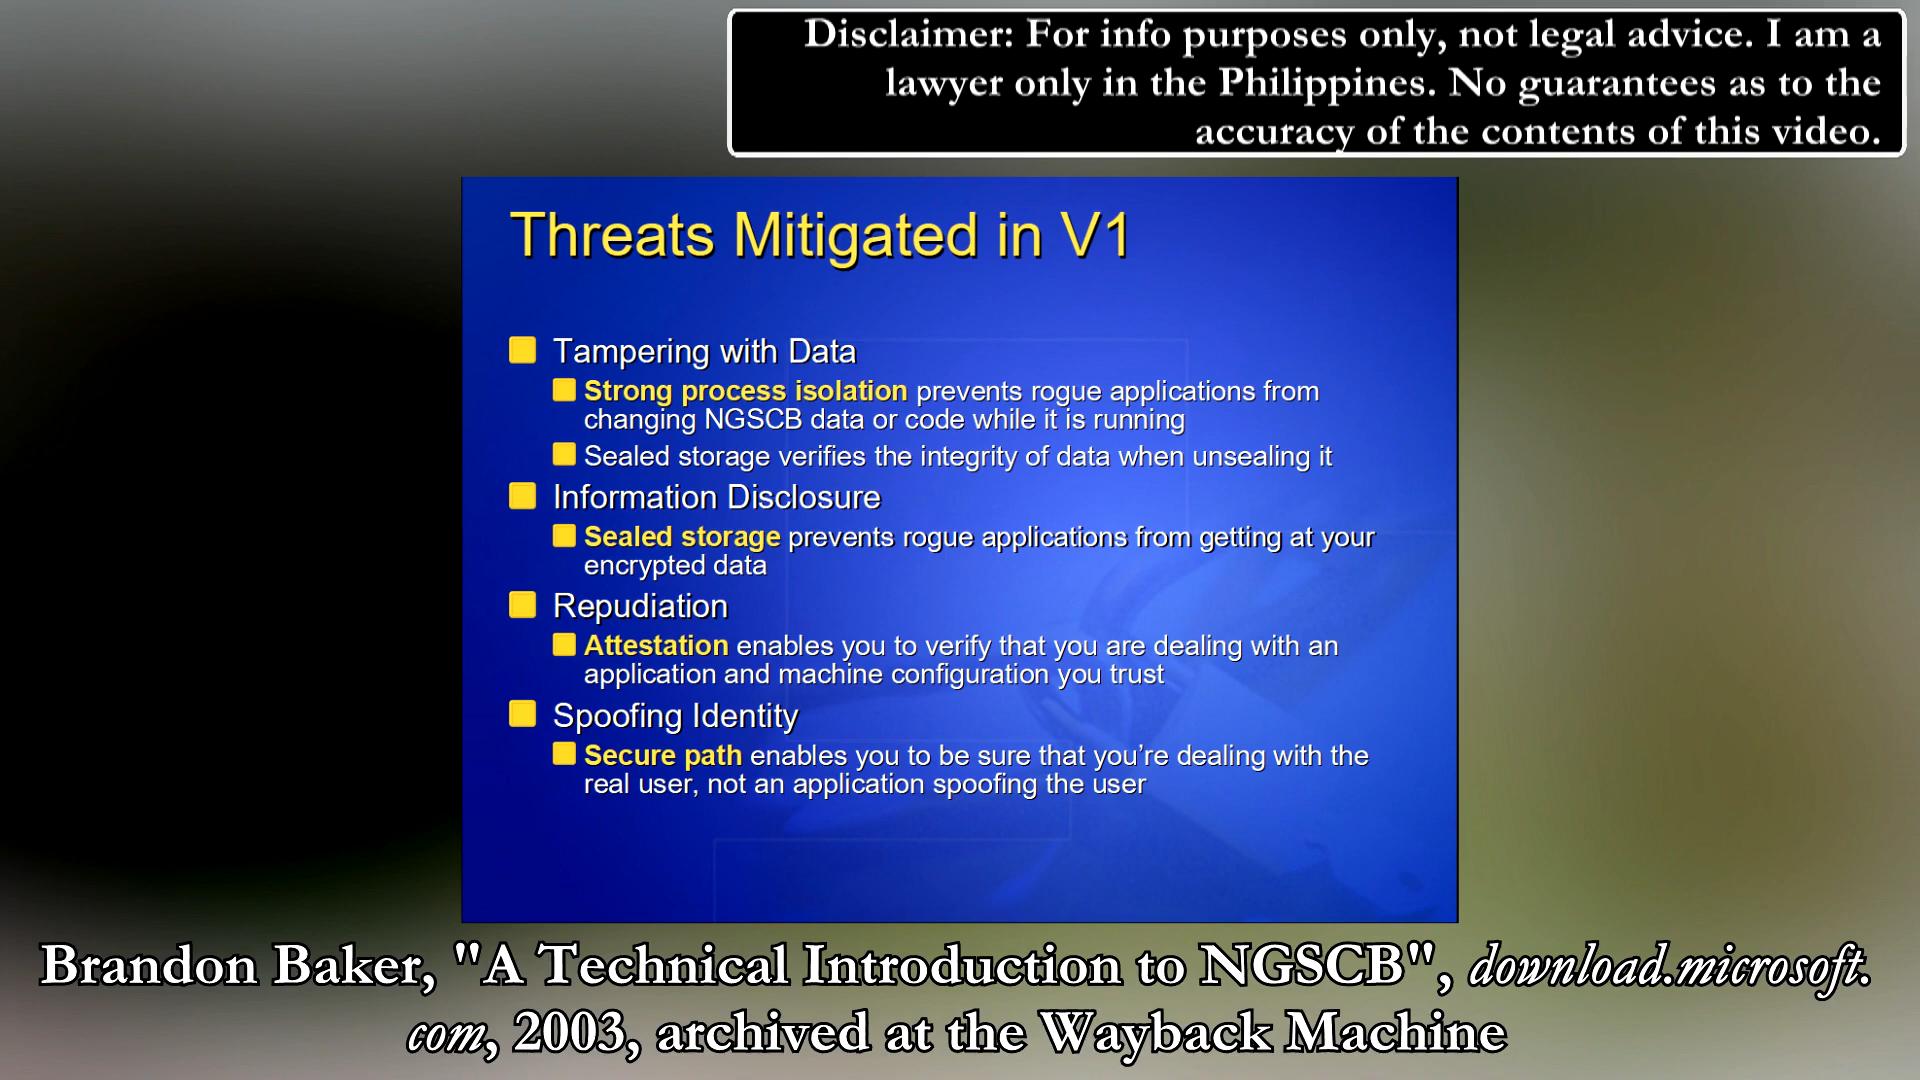 Disclaimer: For info purposes only, not legal advice. I am a
lawyer only in the Philippines. No guarantees as to the
accuracy of the contents of this video.
Threats Mitigated in V1
Tampering with Data
Strong process isolation prevents rogue applications from
changing NGSCB data or code while it is running
Sealed storage verifies the integrity of data when unsealing it
Information Disclosure
Sealed storage prevents rogue applications from getting at your
encrypted data
Repudiation
Attestation enables you to verify that you are dealing with an
application and machine configuration you trust
Spoofing Identity
Secure path enables you to be sure that you’re dealing with the
real user, not an application spoofing the user
Brandon Baker, "A Technical Introduction to NGSCB", download.microsoft.
com, 2003, archived at the Wayback Machine